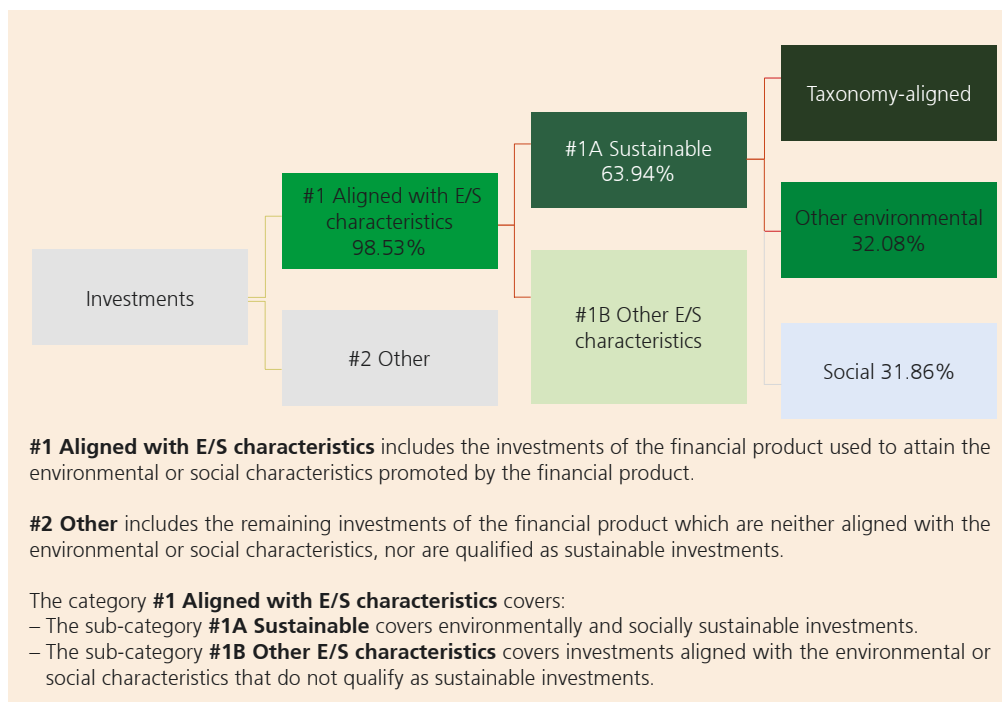 Investments
#1 Aligned with E/S
characteristics
98.53%
#2 Other
#1A Sustainable
63.94%
#1B Other E/S
characteristics
Taxonomy-aligned
Other environmental
32.08%
Social 31.86%
#1 Aligned with E/S characteristics includes the investments of the financial product used to attain the
environmental or social characteristics promoted by the financial product.
#2 Other includes the remaining investments of the financial product which are neither aligned with the
environmental or social characteristics, nor are qualified as sustainable investments.
The category #1 Aligned with E/S characteristics covers:
– The sub-category #1A Sustainable covers environmentally and socially sustainable investments.
– The sub-category #1B Other E/S characteristics covers investments aligned with the environmental or
social characteristics that do not qualify as sustainable investments.